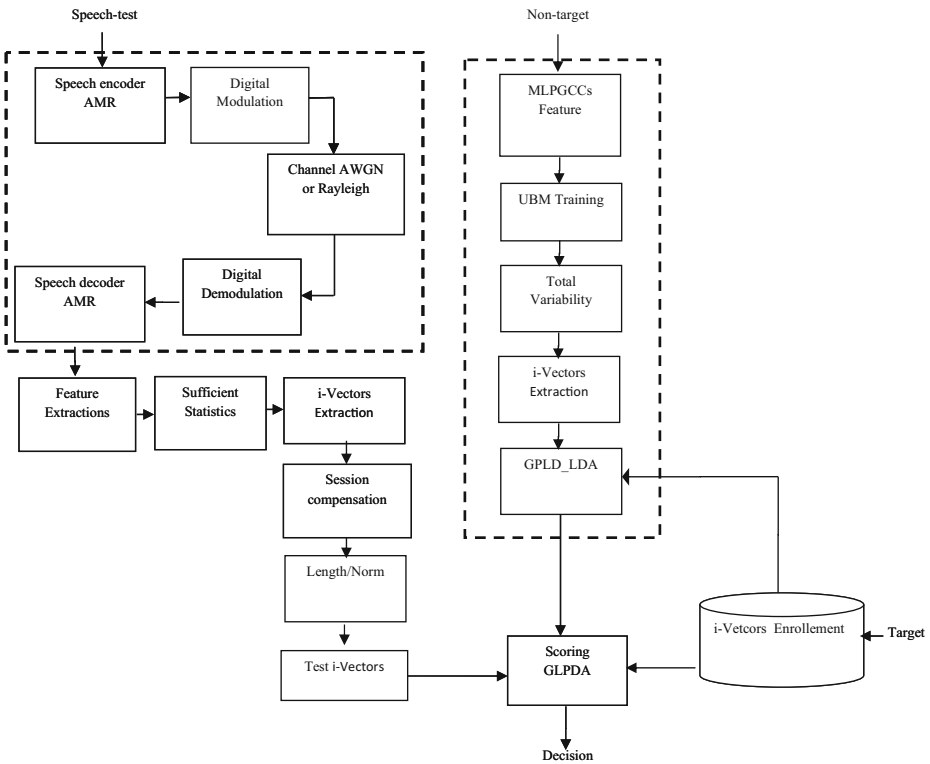 Speech-test
Speech encoder
AMR
Digital
Modulation
Channel AWGN
or Rayleigh
Digital
Demodulation
Speech decoder
AMR
Feature
Extractions
Sufficient
Statistics
i-Vectors
Extraction
Session
compensation
Length/Norm
Test i-Vectors
Non-target
MLPGCCs
Feature
UBM Training
Total
Variability
i-Vectors
Extraction
GPLD_LDA
i-Vetcors Enrollement
Target
Scoring
GLPDA
Decision